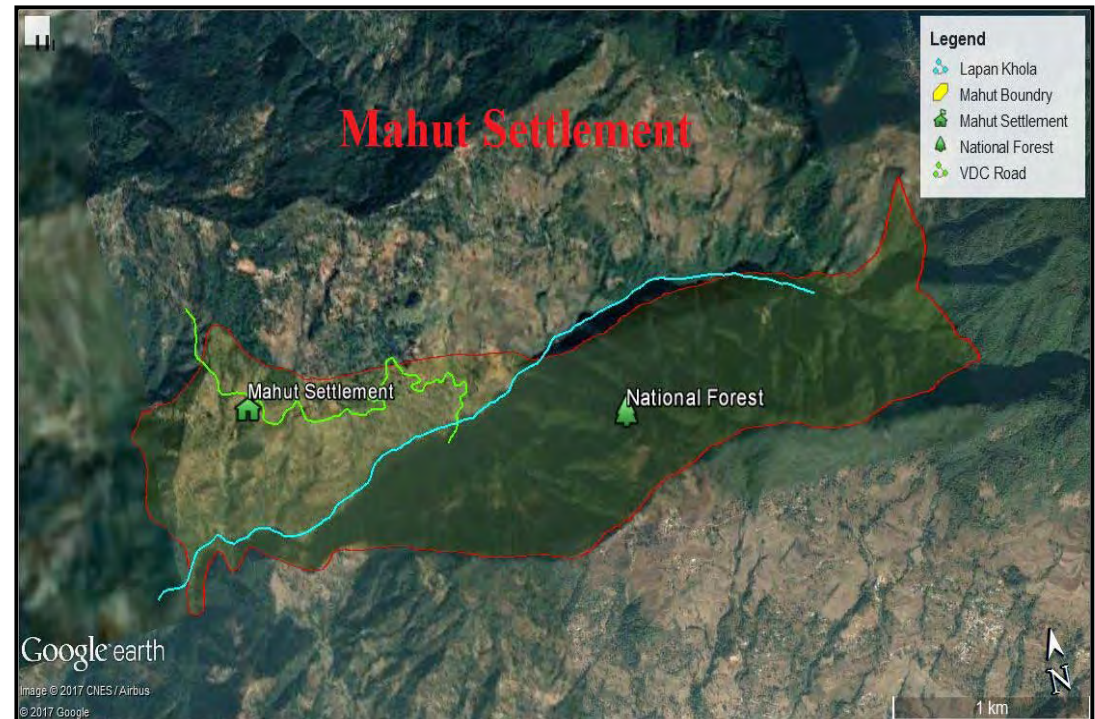 Mahut Settlement
Legend
Lapan Khola
Mahut Boundry
Mahut Settlement
National Forest
VDC Road
Mahut Settlement
National Forest
Google earth
Image © 2017 CNES / Airbus
© 2017 Google
N
1 km